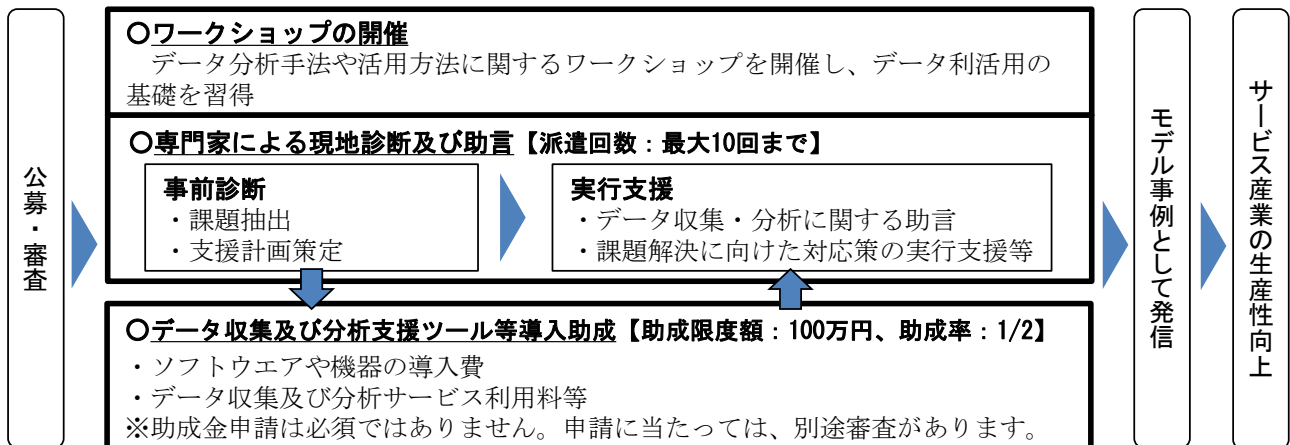 公募・審査
〇ワークショップの開催
データ分析手法や活用方法に関するワークショップを開催し、データ利活用の
基礎を習得
〇専門家による現地診断及び助言【派遣回数：最大10回まで】
事前診断
・課題抽出
・支援計画策定
実行支援
・データ収集・分析に関する助言
・課題解決に向けた対応策の実行支援等
〇データ収集及び分析支援ツール等導入助成【助成限度額：100万円、助成率：1/2】
・ソフトウエアや機器の導入費
・データ収集及び分析サービス利用料等
※助成金申請は必須ではありません。申請に当たっては、別途審査があります。
モデル事例として発信
サービス産業の生産性向上